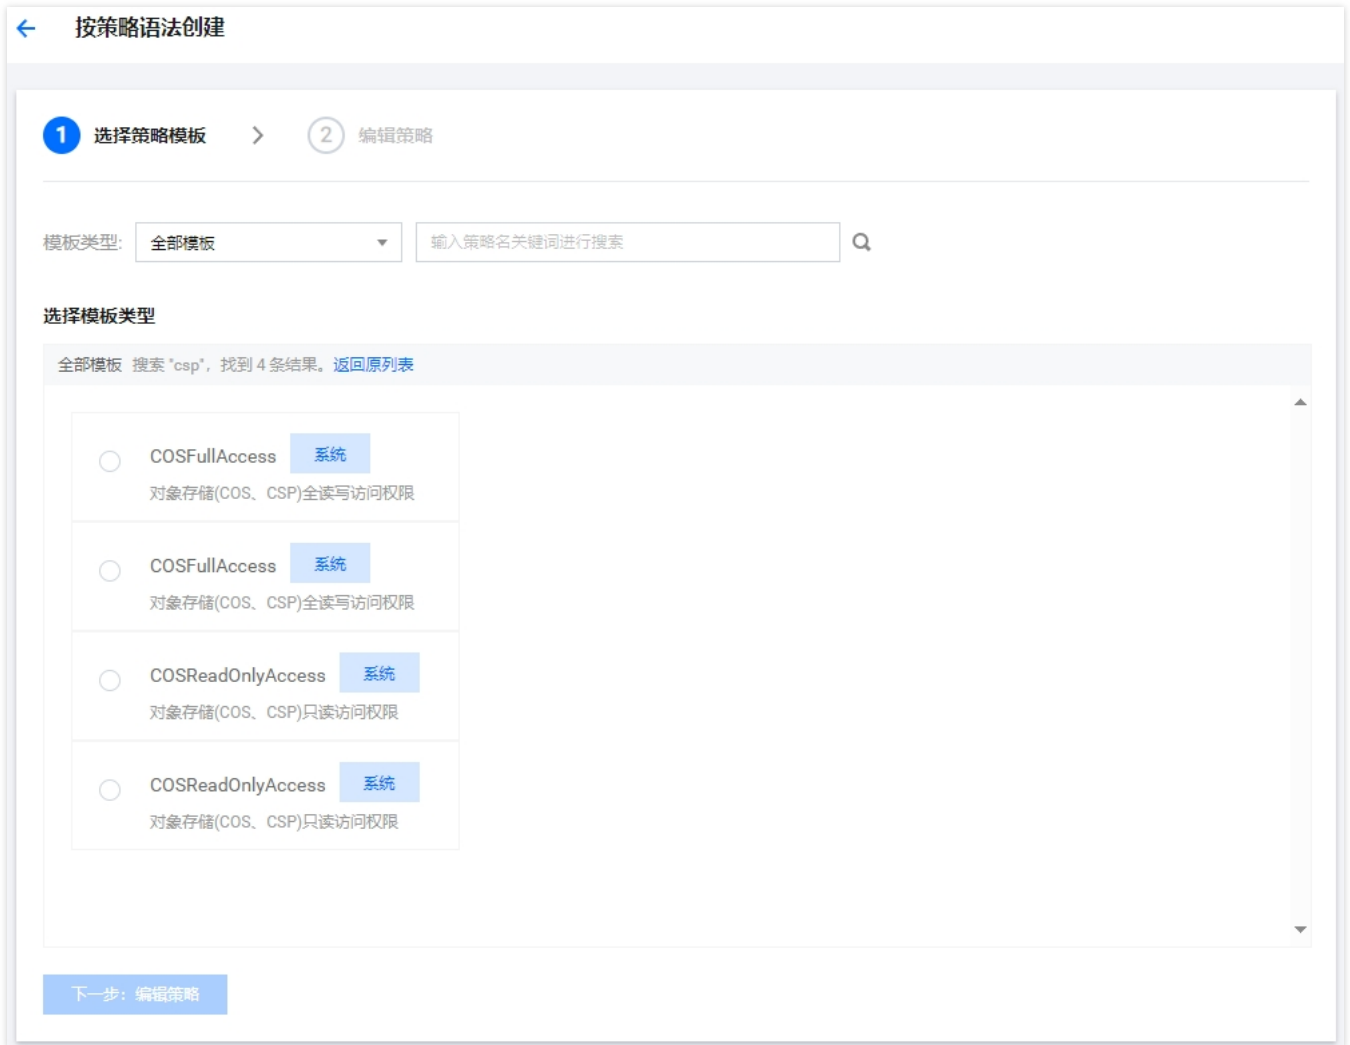 按策略语法创建
1 选择策略模板 2 编辑策略
模板类型: 全部模板 输入策略名关键词进行搜索
选择模板类型
全部模板 搜索 "csp"，找到 4 条结果。返回原列表
COSFullAccess 系统
对象存储(COS、CSP)全读写访问权限
COSFullAccess 系统
对象存储(COS、CSP)全读写访问权限
COSReadOnlyAccess 系统
对象存储(COS、CSP)只读访问权限
COSReadOnlyAccess 系统
对象存储(COS、CSP)只读访问权限
下一步：编辑策略